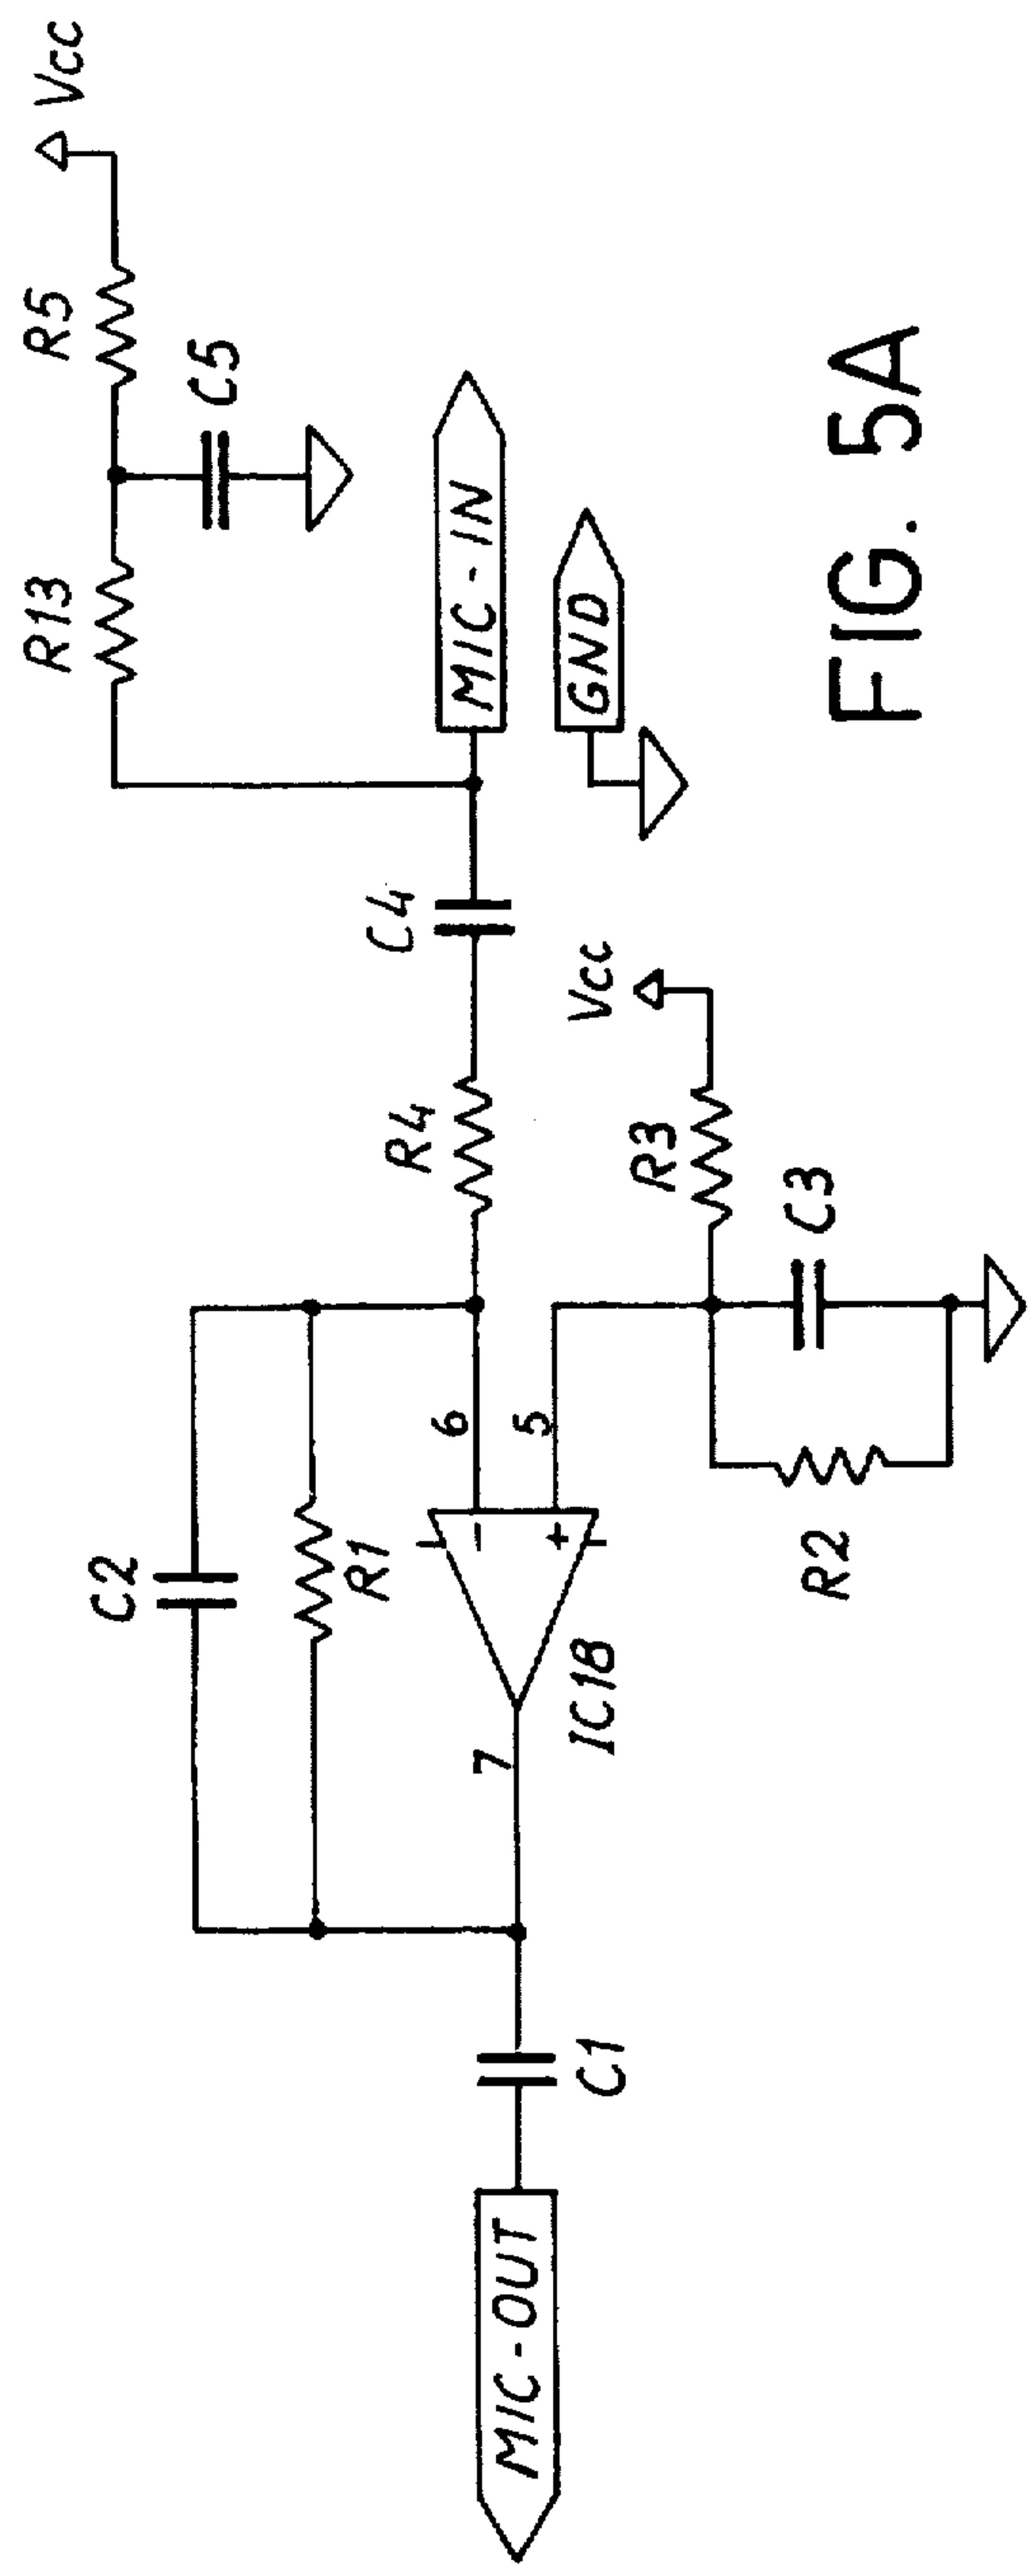 Vcc
R5
C5
R13
MIC-IN
GND
C4
R4
Vcc
R3
C3
R2
C2
R1
6
5
-
+
IC1B
7
C1
MIC-OUT
FIG. 5A